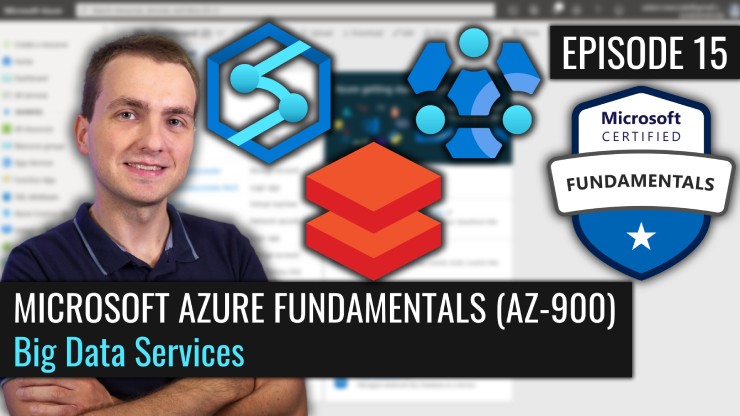 EPISODE 15
Microsoft
CERTIFIED
FUNDAMENTALS
MICROSOFT AZURE FUNDAMENTALS (AZ-900)
Big Data Services